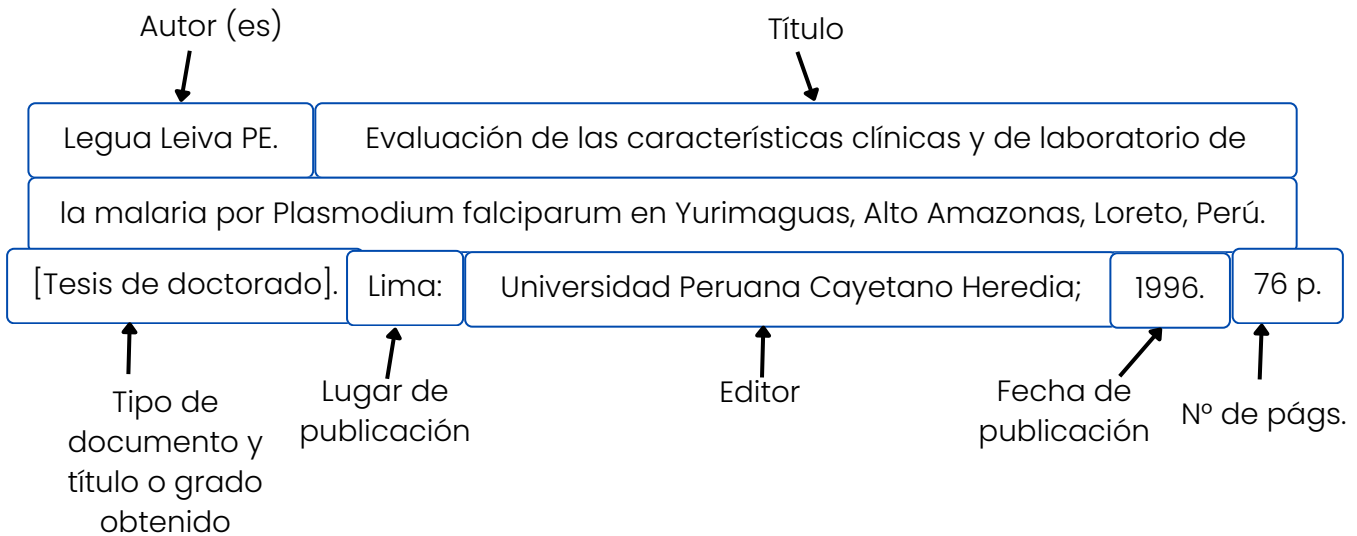 Autor (es)
Título
Legua Leiva PE. Evaluación de las características clínicas y de laboratorio de
la malaria por Plasmodium falciparum en Yurimaguas, Alto Amazonas, Loreto, Perú.
[Tesis de doctorado]. Lima: Universidad Peruana Cayetano Heredia; 1996. 76 p.
Tipo de
documento y
título o grado
obtenido
Lugar de
publicación
Editor
Fecha de
publicación
Nº de págs.